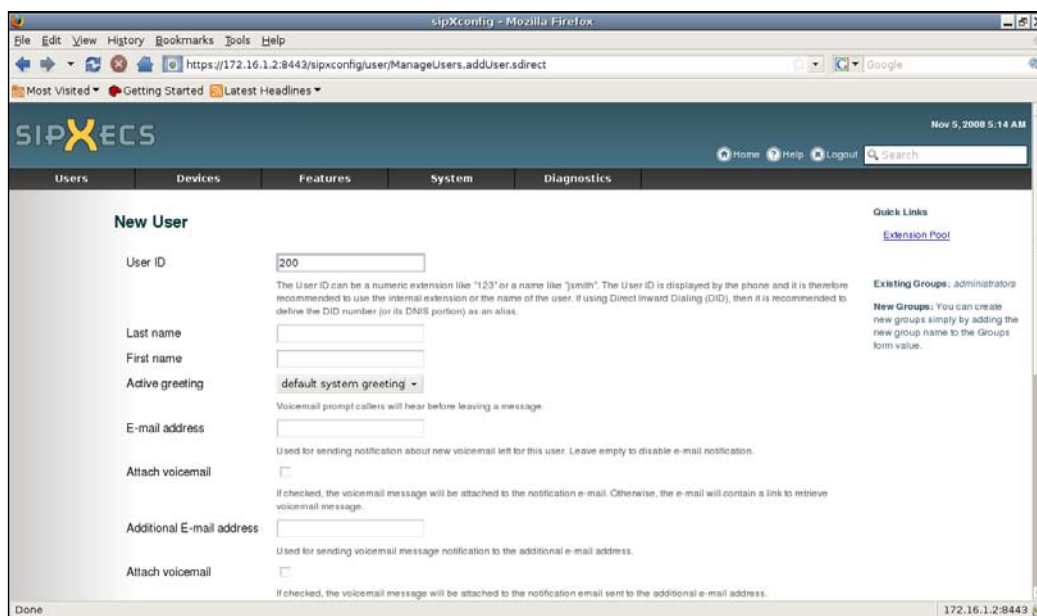 sipXconfig - Mozilla Firefox
File Edit View History Bookmarks Tools Help
https://172.16.1.2:8443/sipxconfig/user/ManageUsers.addUser.sdirect
G Google
Most Visited Getting Started Latest Headlines
SIPXECS
Nov 5, 2008 5:14 AM
Home Help Logout Search
Users Devices Features System Diagnostics
New User
User ID
200
The User ID can be a numeric extension like "123" or a name like "jsmith". The User ID is displayed by the phone and it is therefore
recommended to use the internal extension or the name of the user. If using Direct Inward Dialing (DID), then it is recommended to
define the DID number (or its DNIS portion) as an alias.
Last name
First name
Active greeting
default system greeting
Voicemail prompt callers will hear before leaving a message.
E-mail address
Used for sending notification about new voicemail left for this user. Leave empty to disable e-mail notification.
Attach voicemail
If checked, the voicemail message will be attached to the notification e-mail. Otherwise, the e-mail will contain a link to retrieve
voicemail message.
Additional E-mail address
Used for sending voicemail message notification to the additional e-mail address.
Attach voicemail
If checked, the voicemail message will be attached to the notification email sent to the additional e-mail address.
Quick Links
Extension Pool
Existing Groups: administrators
New Groups: You can create
new groups simply by adding the
new group name to the Groups
form value.
Done
172.16.1.2:8443